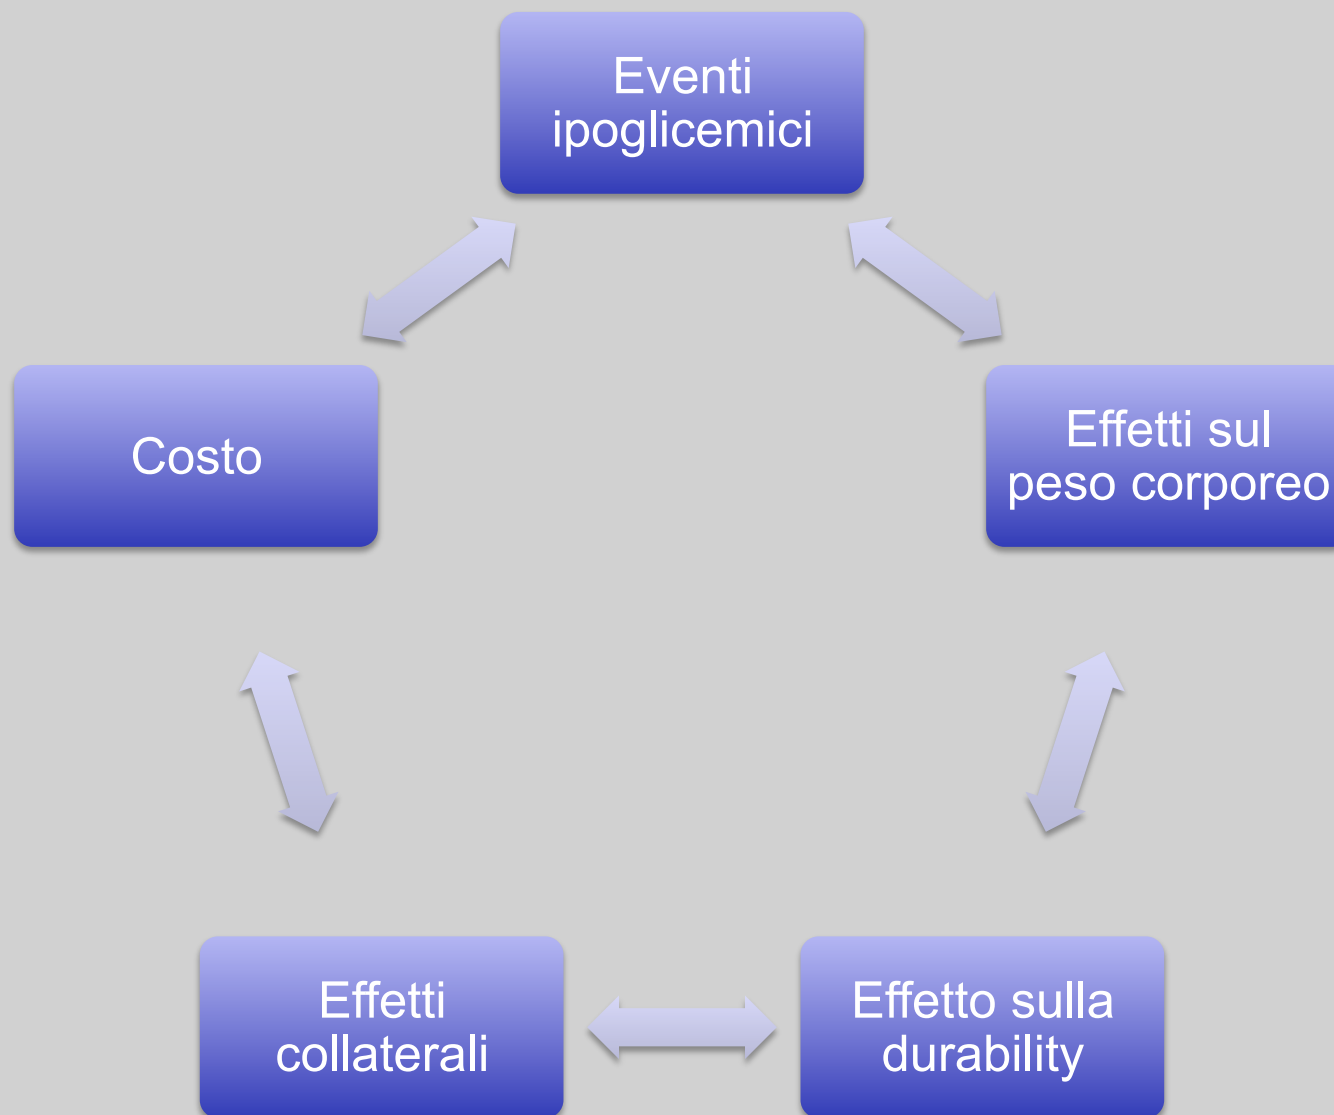 Eventi
ipoglicemici
Costo
Effetti sul
peso corporeo
Effetti
collaterali
Effetto sulla
durability